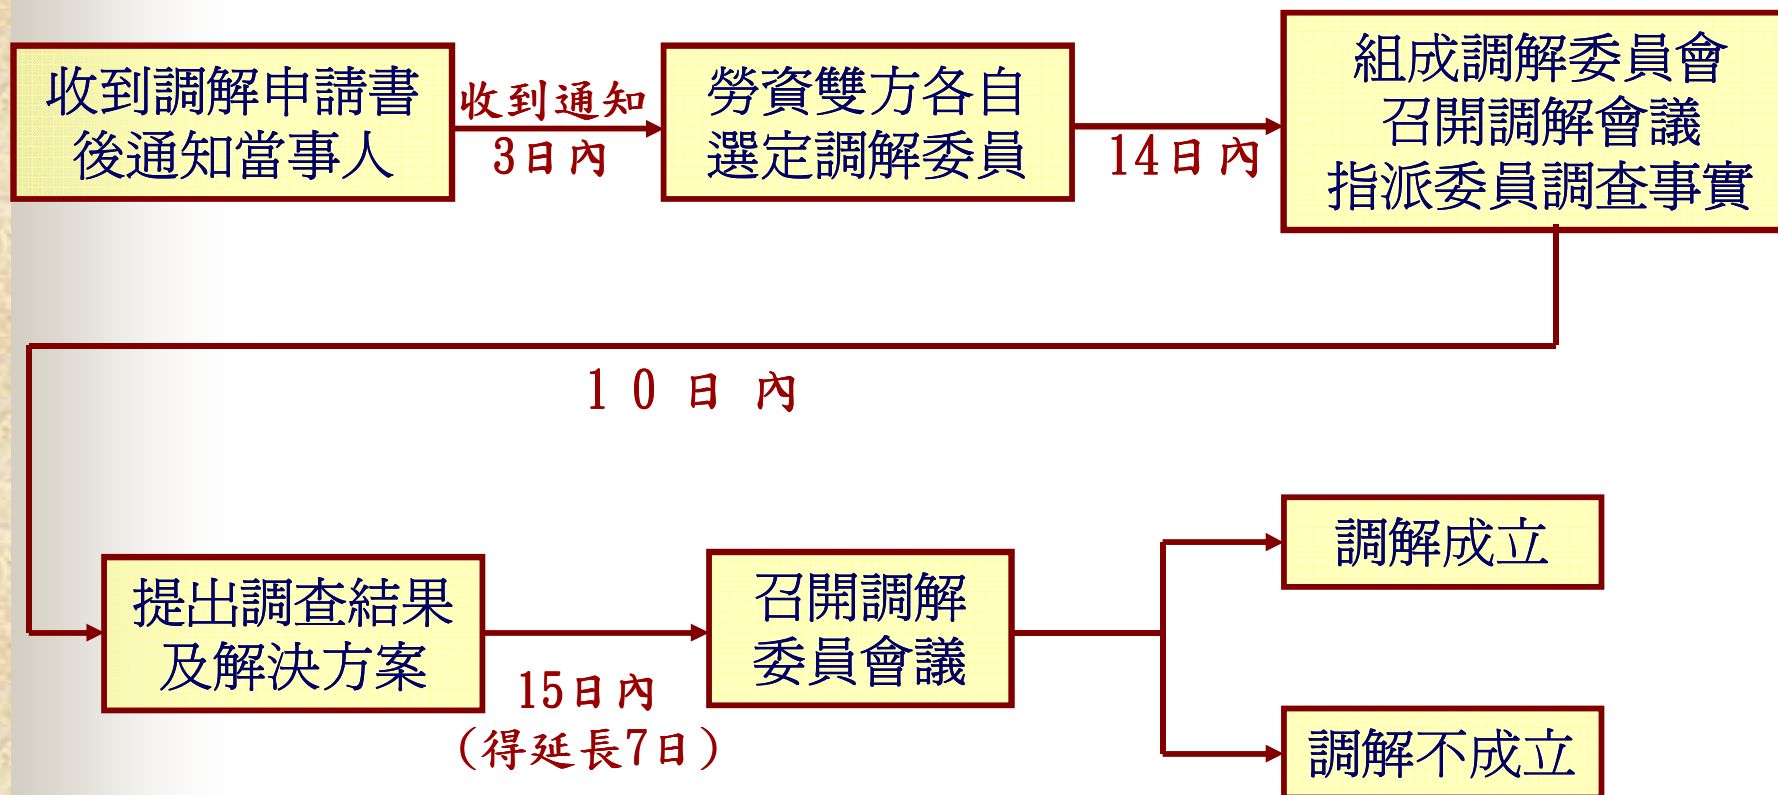 收到調解申請書
後通知當事人
收到通知
3日內
勞資雙方各自
選定調解委員
14日內
組成調解委員會
召開調解會議
指派委員調查事實
10日內
提出調查結果
及解決方案
15日內
(得延長7日)
召開調解
委員會議
調解成立
調解不成立